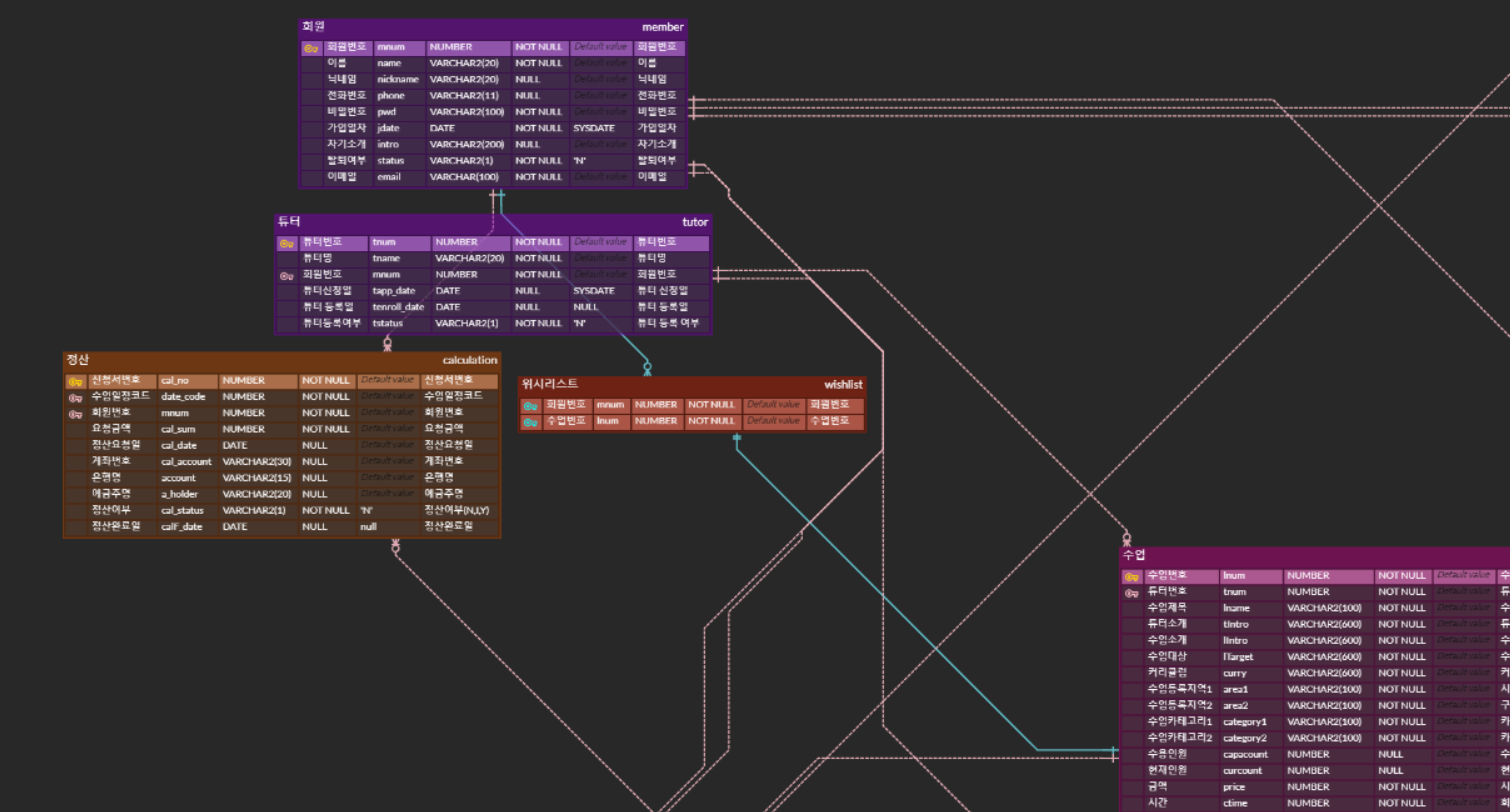 회원 member
회원번호 mnum NUMBER NOT NULL Default value 회원번호
이름 name VARCHAR2(20) NOT NULL Default value 이름
닉네임 nickname VARCHAR2(20) NULL Default value 닉네임
전화번호 phone VARCHAR2(11) NULL Default value 전화번호
비밀번호 pwd VARCHAR2(100) NOT NULL Default value 비밀번호
가입일자 jdate DATE NOT NULL SYSDATE 가입일자
자기소개 intro VARCHAR2(200) NULL Default value 자기소개
탈퇴여부 status VARCHAR2(1) NOT NULL 'N' 탈퇴여부
이메일 email VARCHAR(100) NOT NULL Default value 이메일
튜터 tutor
튜터번호 tnum NUMBER NOT NULL Default value 튜터번호
튜터명 tname VARCHAR2(20) NOT NULL Default value 튜터명
회원번호 mnum NUMBER NOT NULL Default value 회원번호
튜터신청일 tapp_date DATE NULL SYSDATE 튜터 신청일
튜터 등록일 tenroll_date DATE NULL NULL 튜터 등록일
튜터등록여부 tstatus VARCHAR2(1) NOT NULL 'N' 튜터 등록 여부
정산 calculation
신청서번호 cal_no NUMBER NOT NULL Default value 신청서번호
수업일정코드 date_code NUMBER NOT NULL Default value 수업일정코드
회원번호 mnum NUMBER NOT NULL Default value 회원번호
요청금액 cal_sum NUMBER NOT NULL Default value 요청금액
정산요청일 cal_date DATE NULL Default value 정산요청일
계좌번호 cal_account VARCHAR2(30) NULL Default value 계좌번호
은행명 account VARCHAR2(15) NULL Default value 은행명
예금주명 a_holder VARCHAR2(20) NULL Default value 예금주명
정산여부 cal_status VARCHAR2(1) NOT NULL 'N' 정산여부(N,I,Y)
정산완료일 calF_date DATE NULL null 정산완료일
위시리스트 wishlist
회원번호 mnum NUMBER NOT NULL Default value 회원번호
수업번호 lnum NUMBER NOT NULL Default value 수업번호
수업
수업번호 lnum NUMBER NOT NULL Default value 수
튜터번호 tnum NUMBER NOT NULL Default value 튜
수업제목 lname VARCHAR2(100) NOT NULL Default value 수
튜터소개 tIntro VARCHAR2(600) NOT NULL Default value 튜
수업소개 lIntro VARCHAR2(600) NOT NULL Default value 수
수업대상 lTarget VARCHAR2(600) NOT NULL Default value 수
커리큘럼 curry VARCHAR2(600) NOT NULL Default value 커
수업등록지역1 area1 VARCHAR2(100) NOT NULL Default value 시
수업등록지역2 area2 VARCHAR2(100) NOT NULL Default value 구
수업카테고리1 category1 VARCHAR2(100) NOT NULL Default value 카
수업카테고리2 category2 VARCHAR2(100) NOT NULL Default value 카
수용인원 capacount NUMBER NULL Default value 수
현재인원 curcount NUMBER NULL Default value 현
금액 price NUMBER NOT NULL Default value
시간 ctime NUMBER NOT NULL Default value